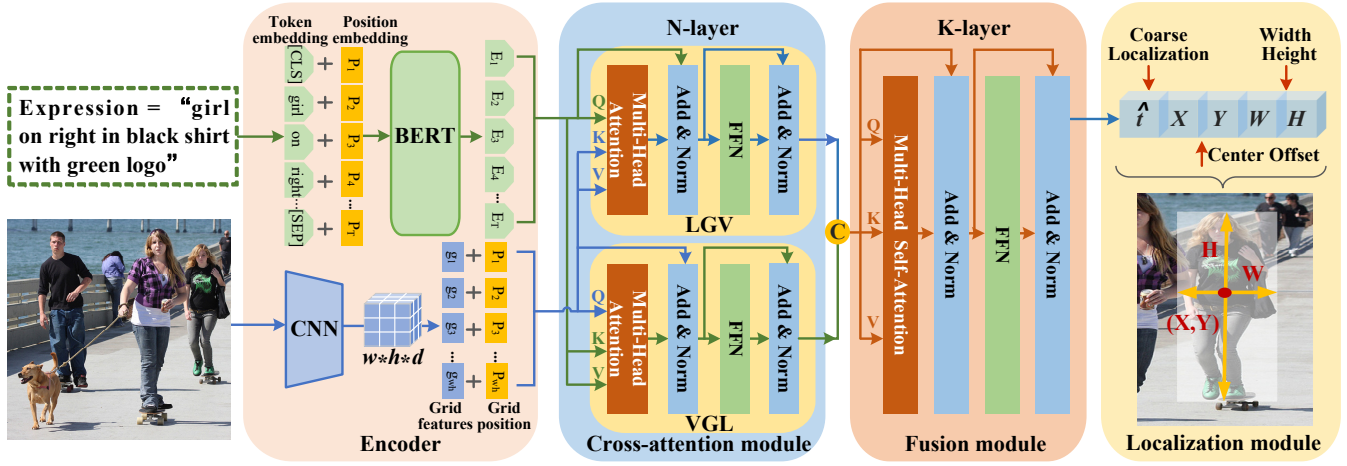 Expression = “girl
on right in black shirt
with green logo”
Token
embedding
Position
embedding
[CLS] + P1
girl + P2
on + P3
right + P4
... ...
[SEP] + PT
BERT
E1
E2
E3
E4
...
ET
CNN
w*h*d
g1 + P1
g2 + P2
g3 + P3
... ...
gwh + Pwh
Grid
features
Grid
position
Encoder
N-layer
Q
K
V
Multi-Head
Attention
Add & Norm
FFN
Add & Norm
LGV
Q
K
V
Multi-Head
Attention
Add & Norm
FFN
Add & Norm
VGL
Cross-attention module
C
K-layer
Q
K
V
Multi-Head Self-Attention
Add & Norm
FFN
Add & Norm
Fusion module
Coarse
Localization
Width
Height
t̂ X Y W H
Center Offset
H
W
(X,Y)
Localization module